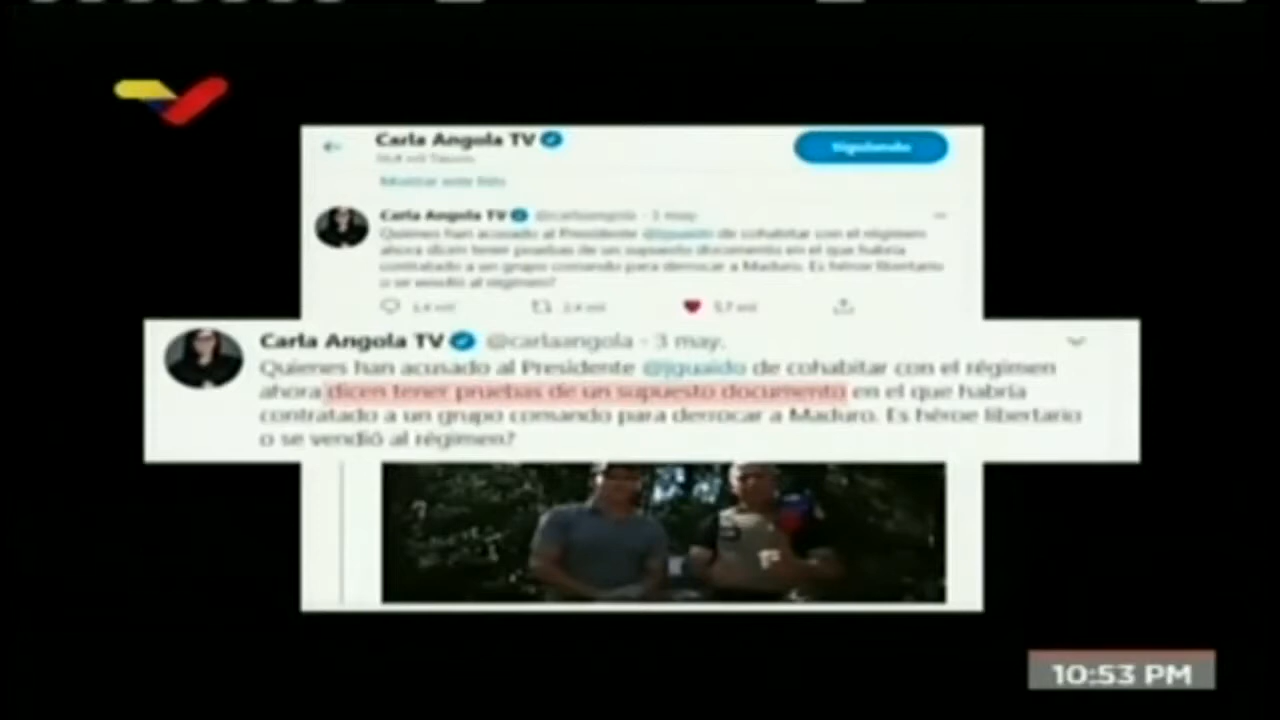 Carla Angola TV
Mostrar este hilo
Siguiendo
Carla Angola TV @carlaangola · 3 may.
Quienes han acusado al Presidente @jguaido de cohabitar con el régimen
ahora dicen tener pruebas de un supuesto documento en el que habría
contratado a un grupo comando para derrocar a Maduro. Es héroe libertario
o se vendió al régimen?
Carla Angola TV @carlaangola · 3 may.
Quienes han acusado al Presidente @jguaido de cohabitar con el régimen
ahora dicen tener pruebas de un supuesto documento en el que habría
contratado a un grupo comando para derrocar a Maduro. Es héroe libertario
o se vendió al régimen?
10:53 PM